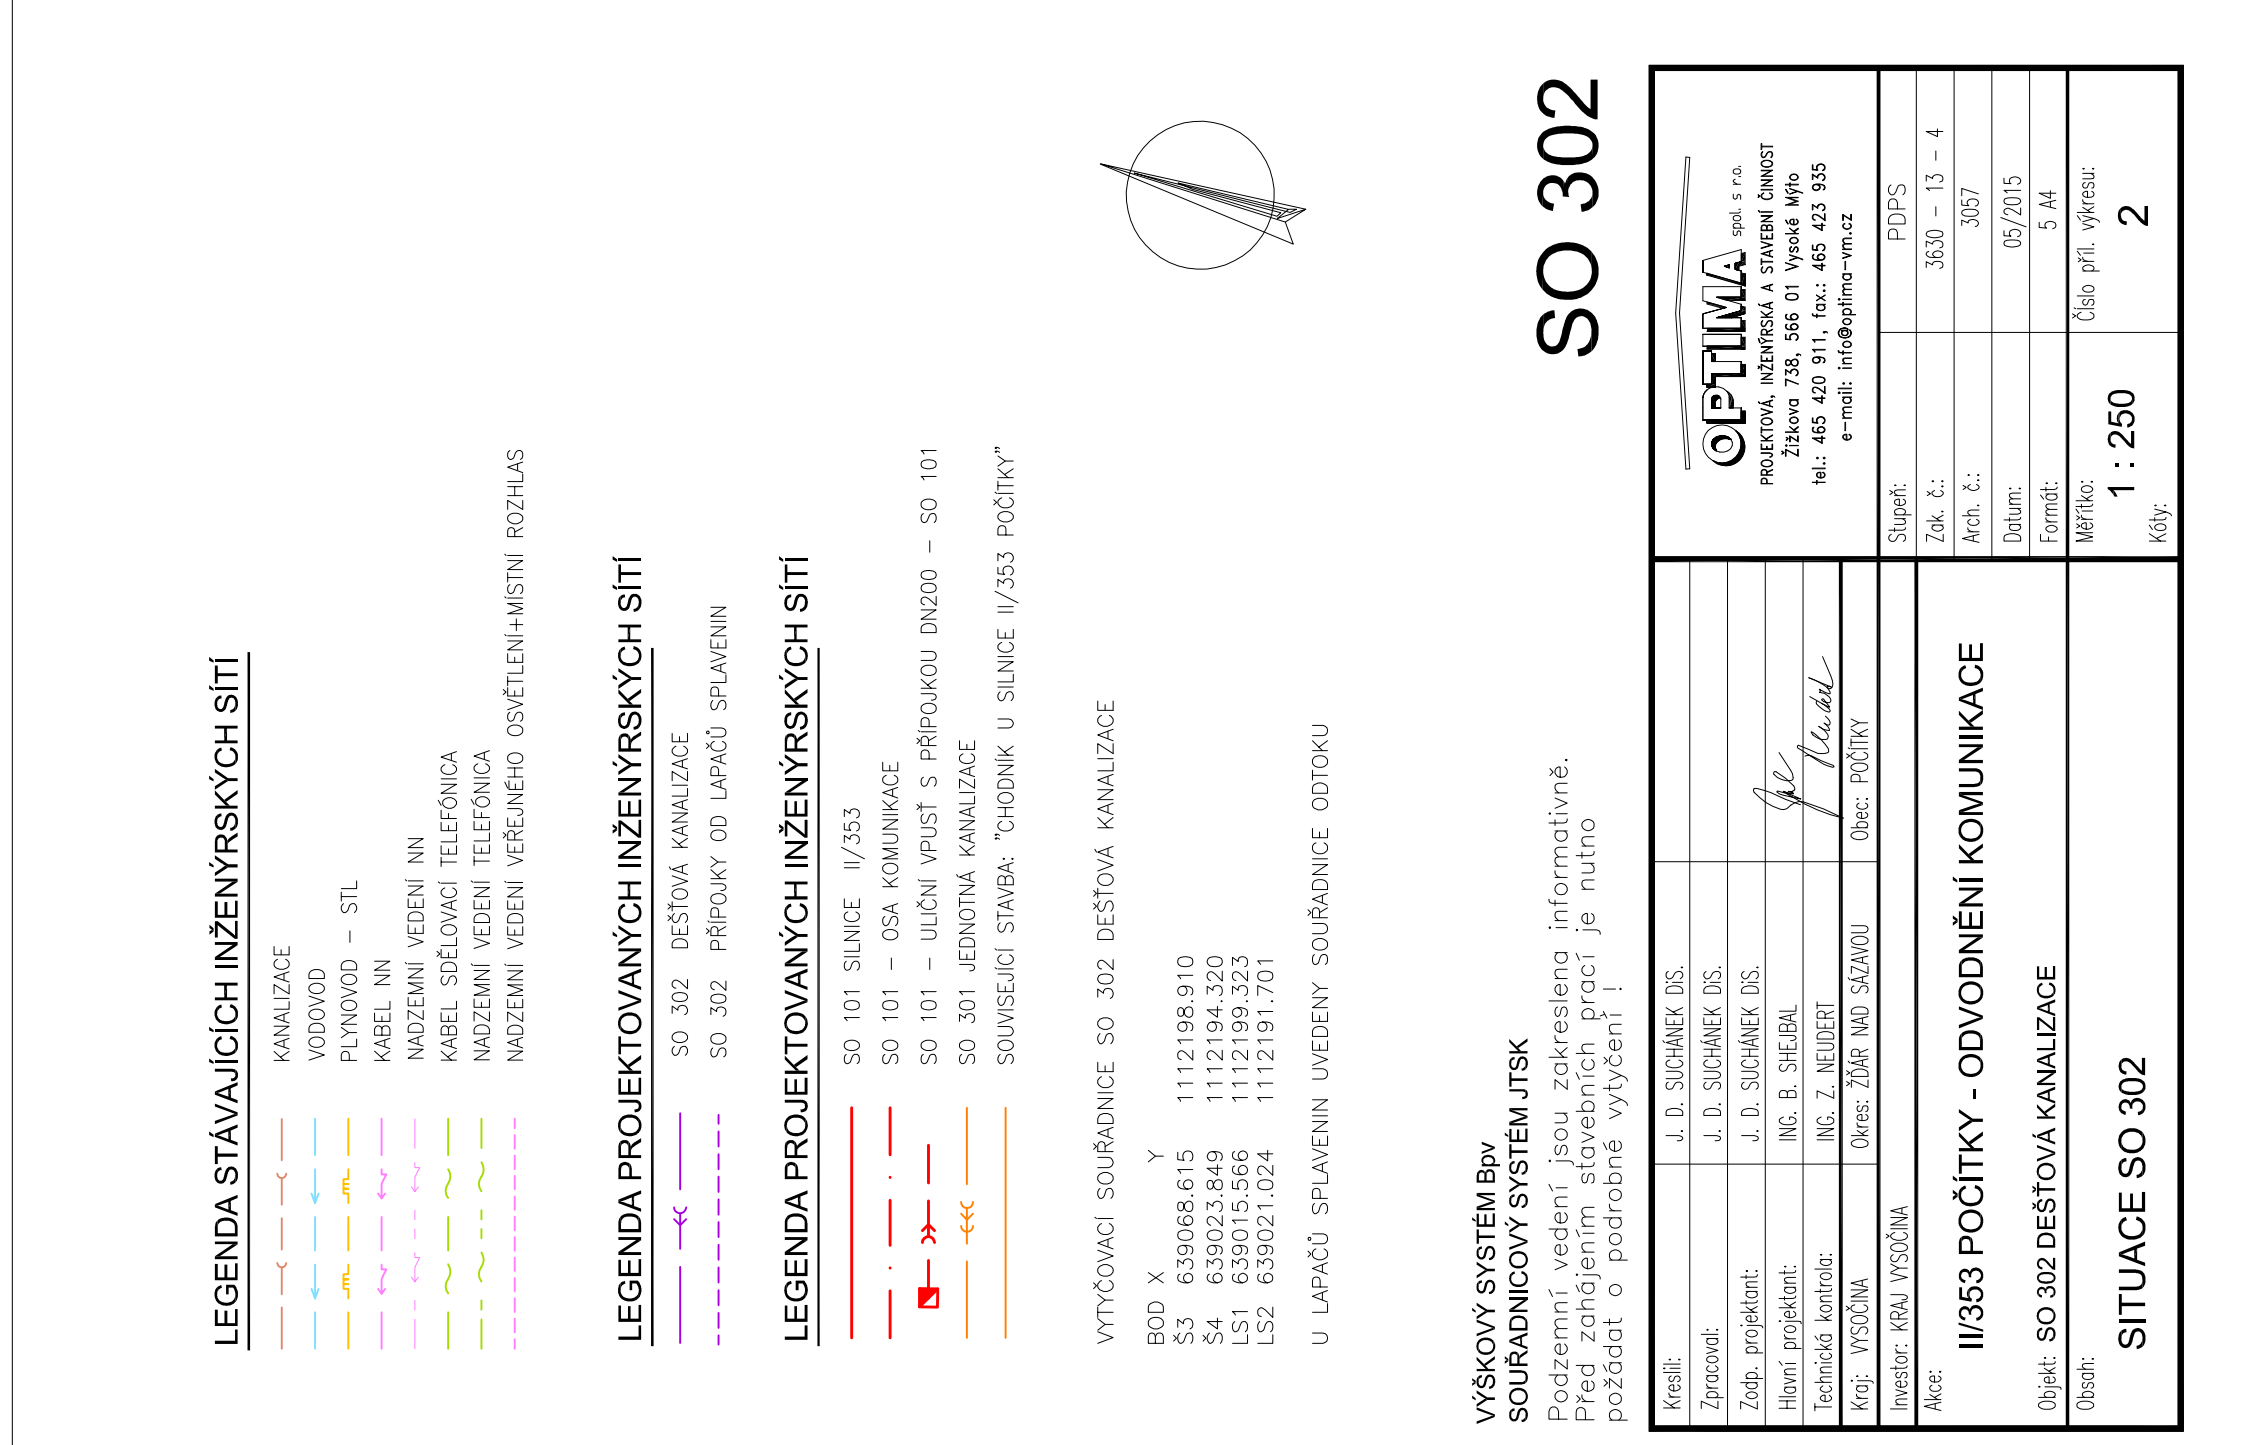 LEGENDA STÁVAJÍCÍCH INŽENÝRSKÝCH SÍTÍ
KANALIZACE
VODOVOD
PLYNOVOD – STL
KABEL NN
NADZEMNÍ VEDENÍ NN
KABEL SDĚLOVACÍ TELEFÓNICA
NADZEMNÍ VEDENÍ TELEFÓNICA
NADZEMNÍ VEDENÍ VEŘEJNÉHO OSVĚTLENÍ+MÍSTNÍ ROZHLAS
LEGENDA PROJEKTOVANÝCH INŽENÝRSKÝCH SÍTÍ
SO 302 DEŠŤOVÁ KANALIZACE
SO 302 PŘÍPOJKY OD LAPAČŮ SPLAVENIN
LEGENDA PROJEKTOVANÝCH INŽENÝRSKÝCH SÍTÍ
SO 101 SILNICE II/353
SO 101 – OSA KOMUNIKACE
SO 101 – ULIČNÍ VPUSŤ S PŘÍPOJKOU DN200 – SO 101
SO 301 JEDNOTNÁ KANALIZACE
SOUVISEJÍCÍ STAVBA: "CHODNÍK U SILNICE II/353 POČÍTKY"
VYTYČOVACÍ SOUŘADNICE SO 302 DEŠŤOVÁ KANALIZACE
BOD X Y
Š3 639068.615 1112198.910
Š4 639023.849 1112194.320
LS1 639015.566 1112199.323
LS2 639021.024 1112191.701
U LAPAČŮ SPLAVENIN UVEDENY SOUŘADNICE ODTOKU
VÝŠKOVÝ SYSTÉM Bpv
SOUŘADNICOVÝ SYSTÉM JTSK
Podzemní vedení jsou zakreslena informativně.
Před zahájením stavebních prací je nutno
požádat o podrobné vytyčení !
SO 302
Kreslil: J. D. SUCHÁNEK DiS.
Zpracoval: J. D. SUCHÁNEK DiS.
Zodp. projektant: J. D. SUCHÁNEK DiS.
Hlavní projektant: ING. B. SHEJBAL
Technická kontrola: ING. Z. NEUDERT
Kraj: VYSOČINA Okres: ŽĎÁR NAD SÁZAVOU Obec: POČÍTKY
Investor: KRAJ VYSOČINA
Akce:
II/353 POČÍTKY - ODVODNĚNÍ KOMUNIKACE
Objekt: SO 302 DEŠŤOVÁ KANALIZACE
Obsah:
SITUACE SO 302
OPTIMA spol. s r.o.
PROJEKTOVÁ, INŽENÝRSKÁ A STAVEBNÍ ČINNOST
Žižkova 738, 566 01 Vysoké Mýto
tel.: 465 420 911, fax.: 465 423 935
e-mail: info@optima-vm.cz
Stupeň: PDPS
Zak. č.: 3630 – 13 – 4
Arch. č.: 3057
Datum: 05/2015
Formát: 5 A4
Měřítko:
1 : 250
Kóty:
Číslo příl. výkresu:
2